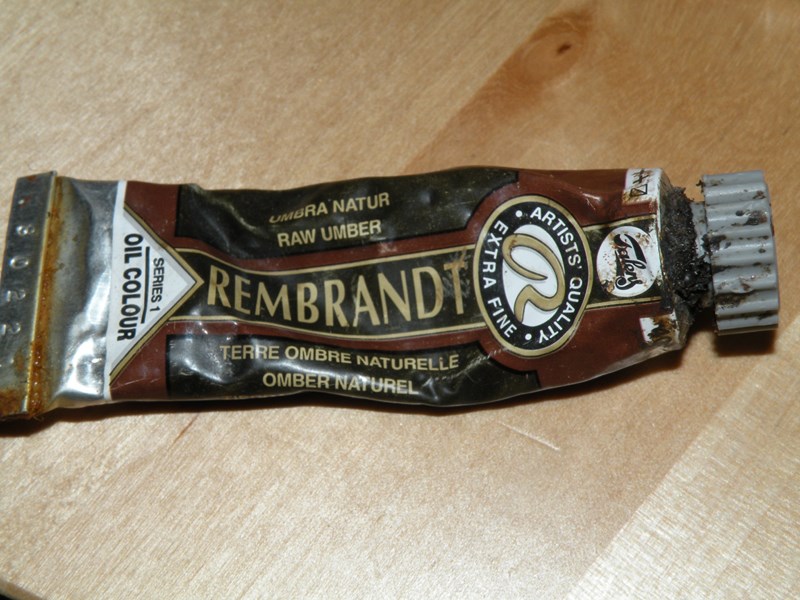 UMBRA NATUR
RAW UMBER
SERIES 1
OIL COLOUR
REMBRANDT
ARTISTS' QUALITY
EXTRA FINE
Talens
TERRE OMBRE NATURELLE
OMBER NATUREL